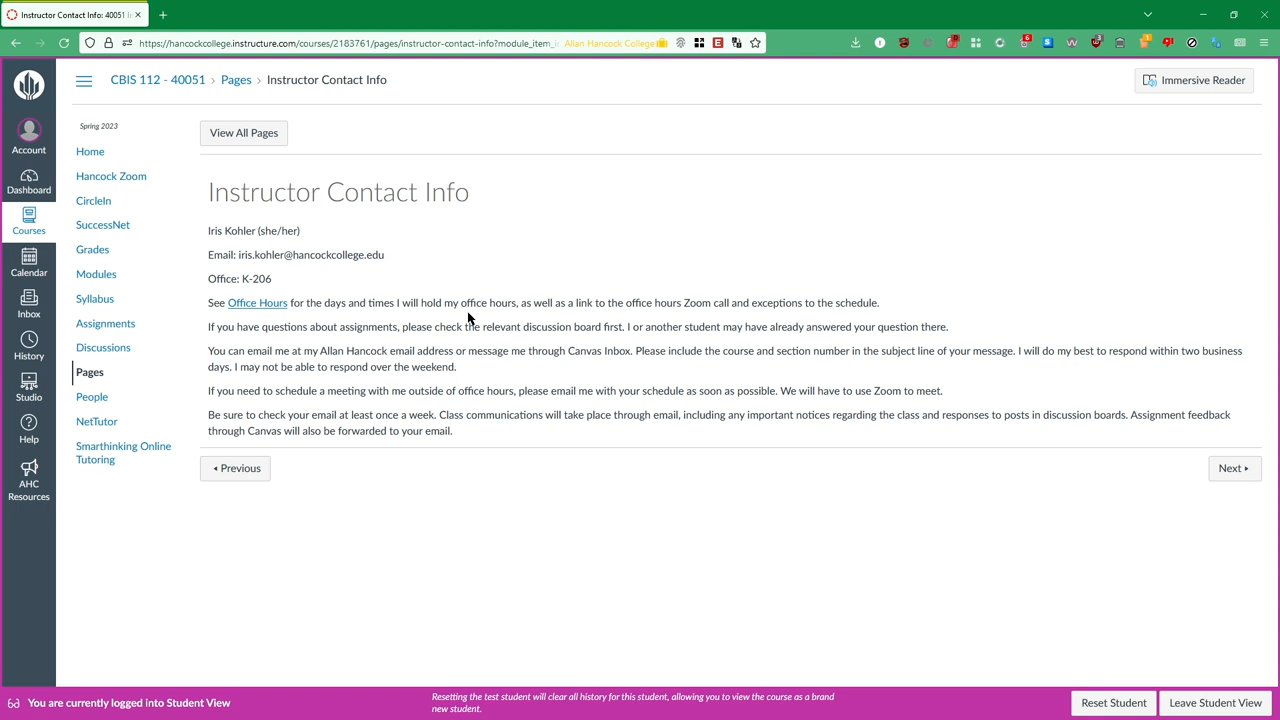 Instructor Contact Info: 40051
https://hancockcollege.instructure.com/courses/2183761/pages/instructor-contact-info?module_item_
Allan Hancock College
CBIS 112 - 40051 › Pages › Instructor Contact Info
Immersive Reader
Account
Dashboard
Courses
Calendar
Inbox
History
Studio
Help
AHC
Resources
Spring 2023
Home
Hancock Zoom
CircleIn
SuccessNet
Grades
Modules
Syllabus
Assignments
Discussions
Pages
People
NetTutor
Smarthinking Online
Tutoring
View All Pages
Instructor Contact Info
Iris Kohler (she/her)
Email: iris.kohler@hancockcollege.edu
Office: K-206
See Office Hours for the days and times I will hold my office hours, as well as a link to the office hours Zoom call and exceptions to the schedule.
If you have questions about assignments, please check the relevant discussion board first. I or another student may have already answered your question there.
You can email me at my Allan Hancock email address or message me through Canvas Inbox. Please include the course and section number in the subject line of your message. I will do my best to respond within two business
days. I may not be able to respond over the weekend.
If you need to schedule a meeting with me outside of office hours, please email me with your schedule as soon as possible. We will have to use Zoom to meet.
Be sure to check your email at least once a week. Class communications will take place through email, including any important notices regarding the class and responses to posts in discussion boards. Assignment feedback
through Canvas will also be forwarded to your email.
Previous
Next
You are currently logged into Student View
Resetting the test student will clear all history for this student, allowing you to view the course as a brand
new student.
Reset Student
Leave Student View